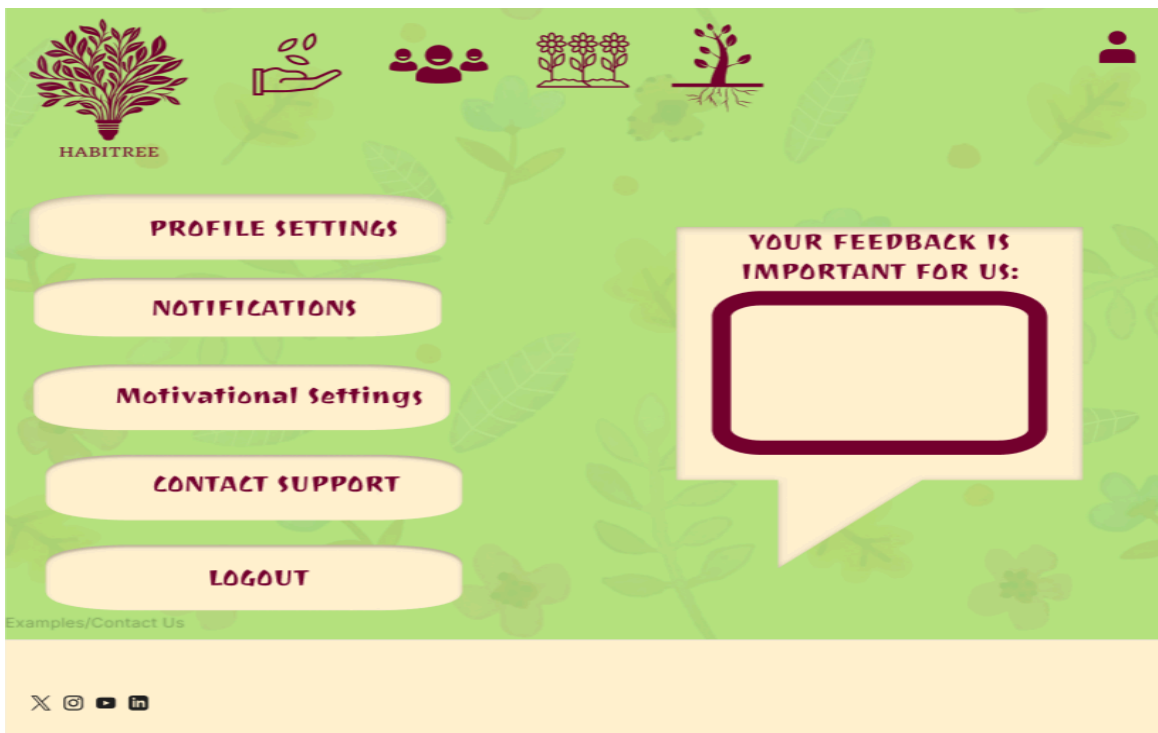 HABITREE
PROFILE SETTINGS
NOTIFICATIONS
Motivational Settings
CONTACT SUPPORT
LOGOUT
YOUR FEEDBACK IS
IMPORTANT FOR US:
Examples/Contact Us